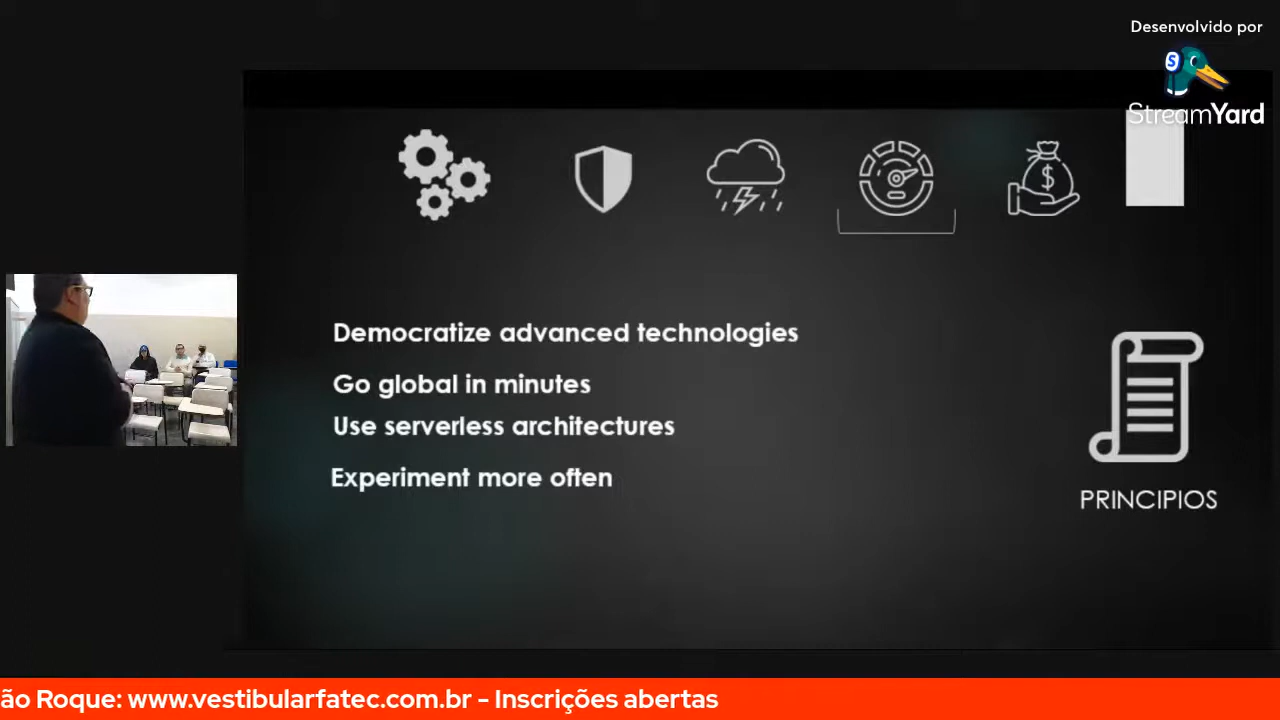 Desenvolvido por
StreamYard
Democratize advanced technologies
Go global in minutes
Use serverless architectures
Experiment more often
PRINCIPIOS
ão Roque: www.vestibularfatec.com.br - Inscrições abertas